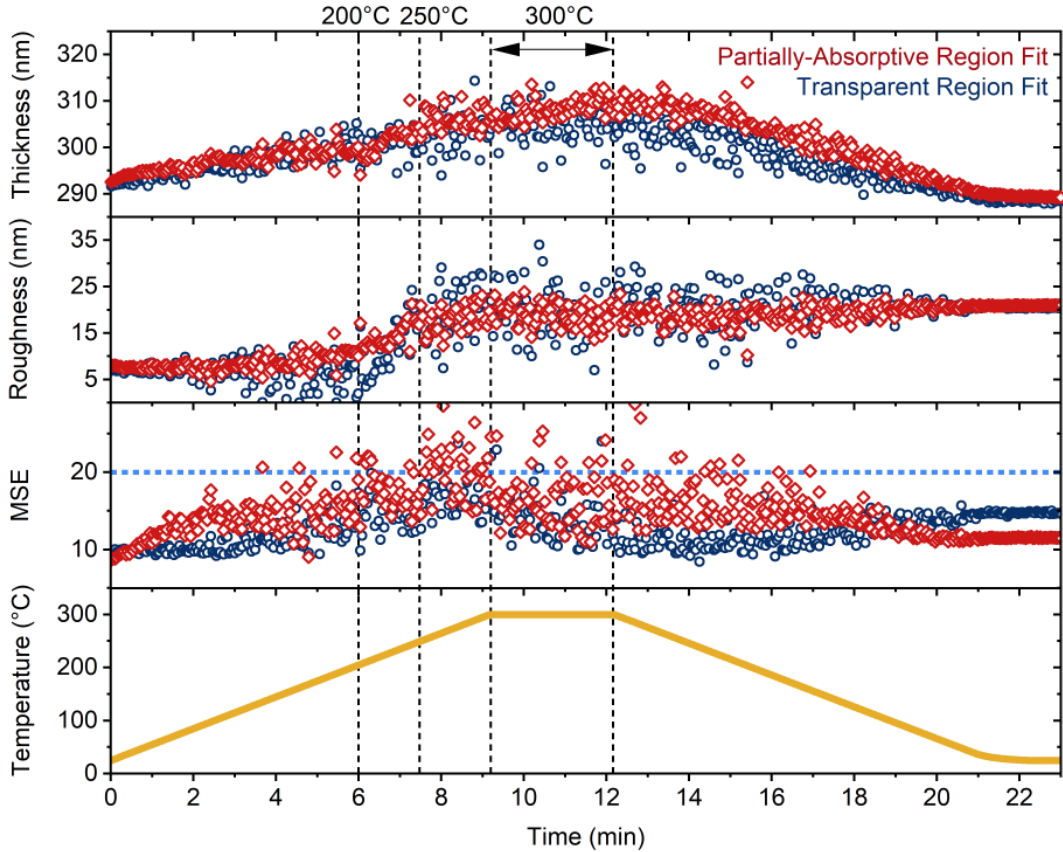 200°C 250°C 300°C
Thickness (nm)
320
310
300
290
Partially-Absorptive Region Fit
Transparent Region Fit
Roughness (nm)
35
25
15
5
MSE
20
10
Temperature (°C)
300
200
100
0
0 2 4 6 8 10 12 14 16 18 20 22
Time (min)